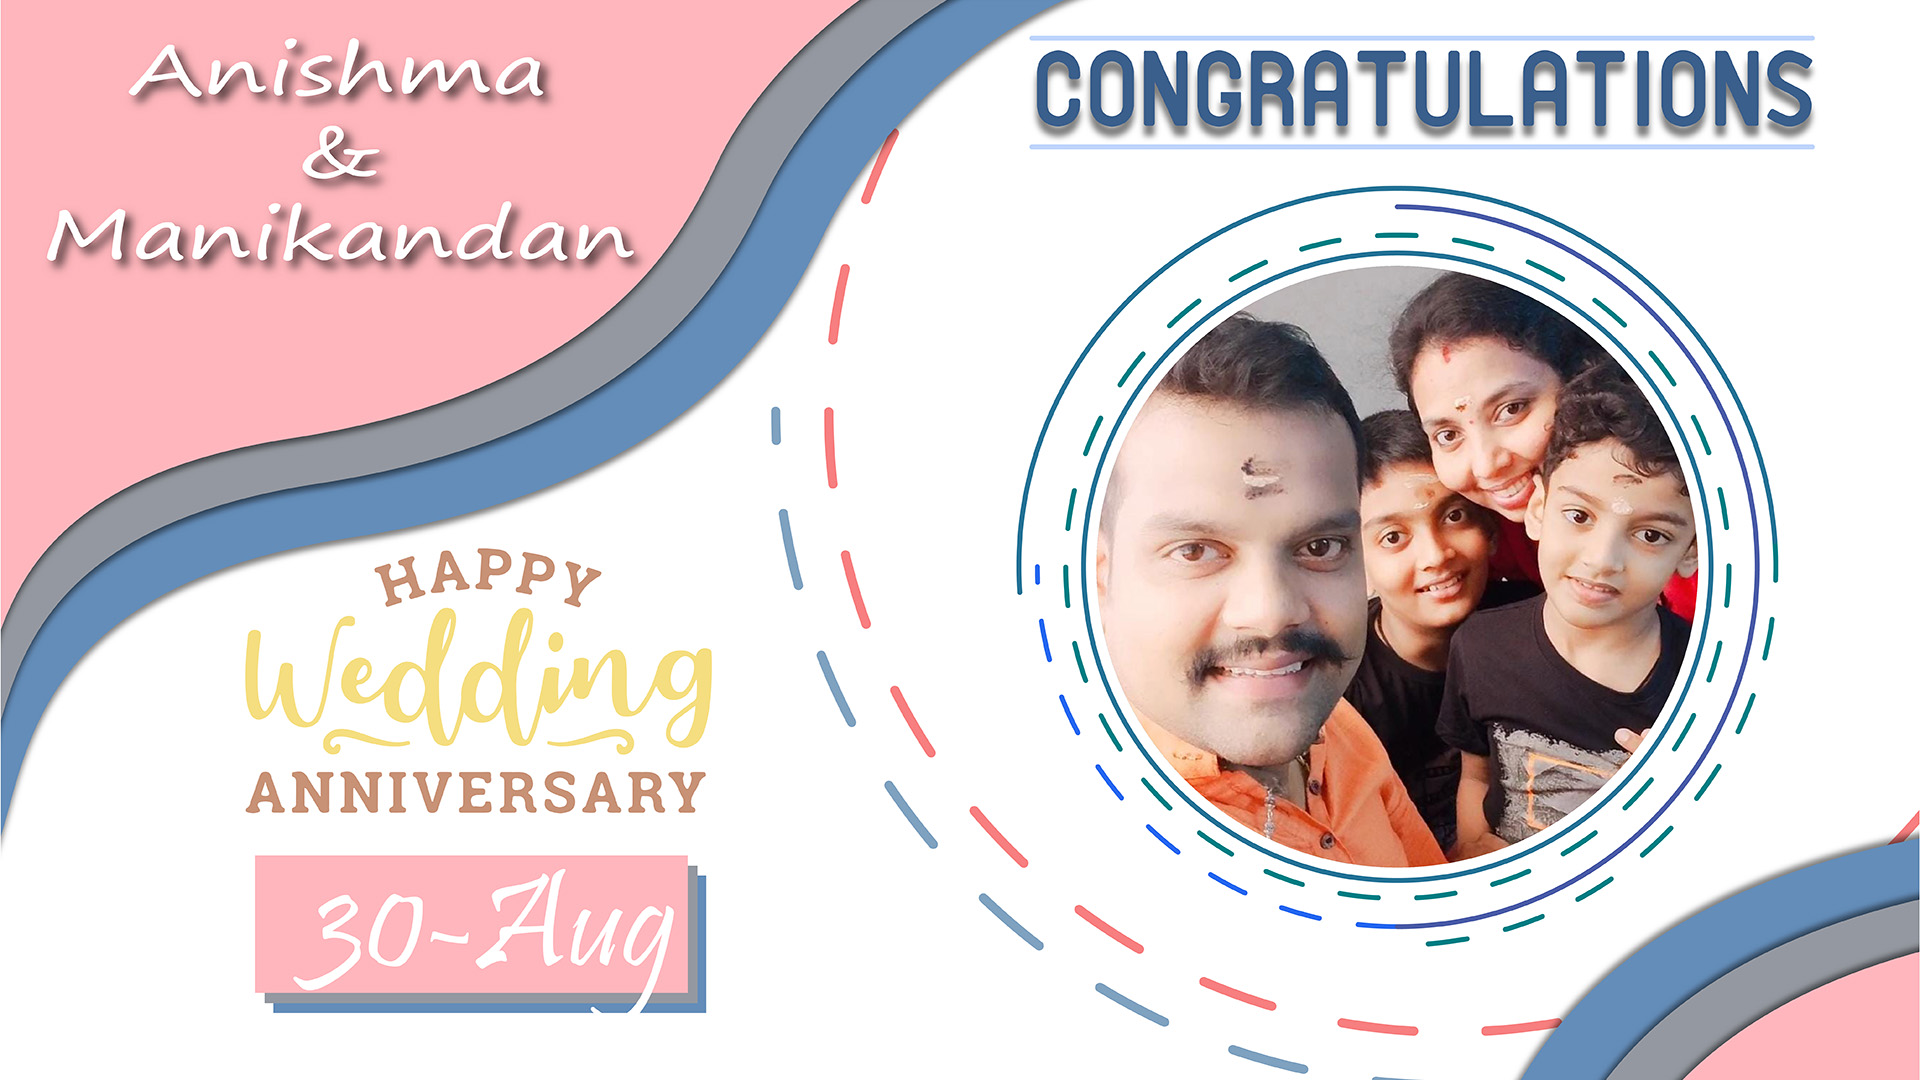 Anishma
&
Manikandan
CONGRATULATIONS
HAPPY
Wedding
ANNIVERSARY
30-Aug